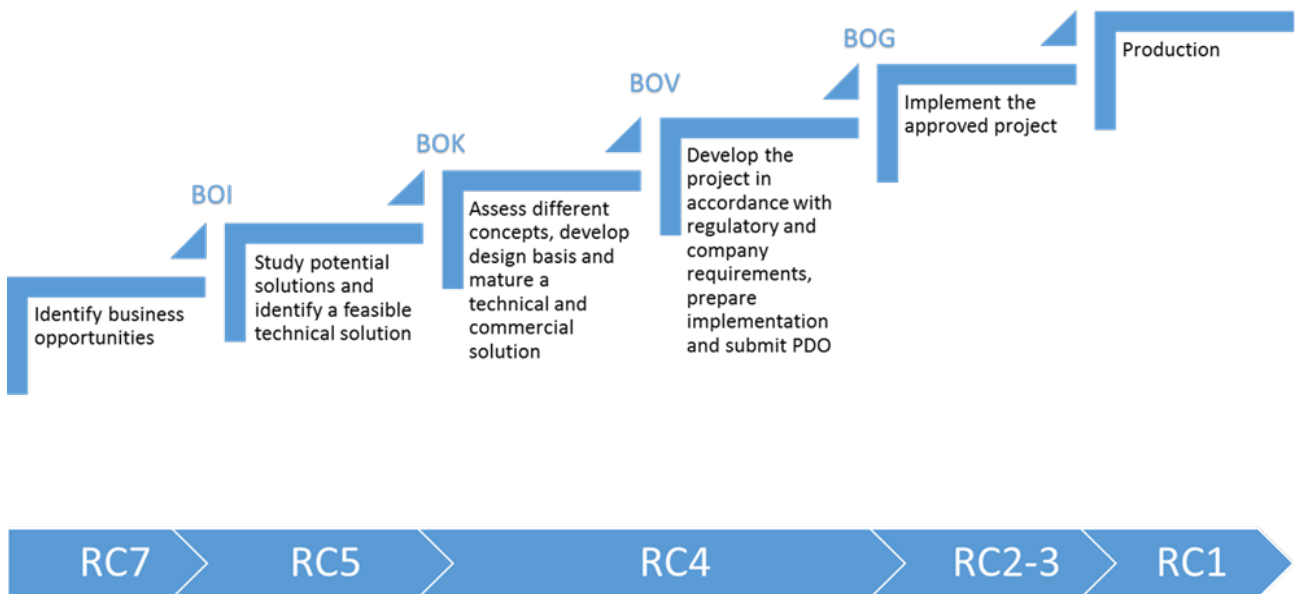 BOI
BOK
BOV
BOG
Identify business
opportunities
Study potential
solutions and
identify a feasible
technical solution
Assess different
concepts, develop
design basis and
mature a
technical and
commercial
solution
Develop the
project in
accordance with
regulatory and
company
requirements,
prepare
implementation
and submit PDO
Implement the
approved project
Production
RC7
RC5
RC4
RC2-3
RC1